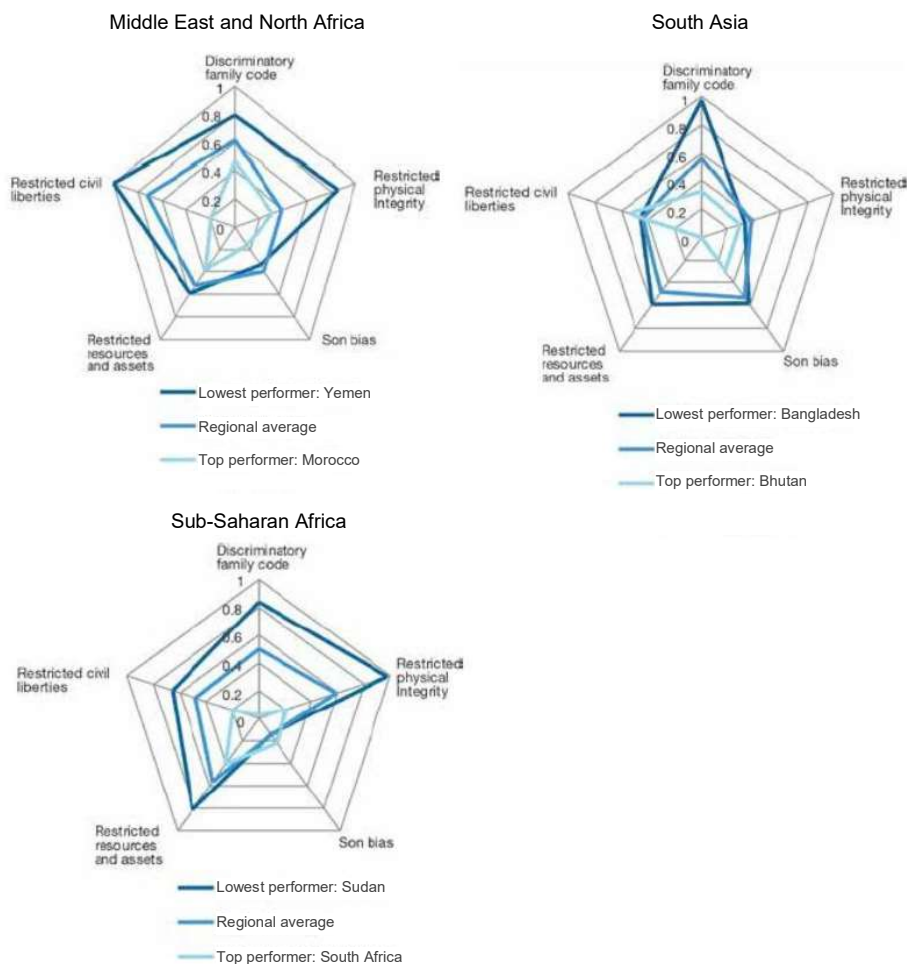 Middle East and North Africa
Discriminatory
family code
1
0.8
0.6
0.4
0.2
0
Restricted civil
liberties
Restricted
physical
Integrity
Restricted
resources
and assets
Son bias
Lowest performer: Yemen
Regional average
Top performer: Morocco
South Asia
Discriminatory
family code
1
0.8
0.6
0.4
0.2
0
Restricted civil
liberties
Restricted
physical
Integrity
Restricted
resources
and assets
Son bias
Lowest performer: Bangladesh
Regional average
Top performer: Bhutan
Sub-Saharan Africa
Discriminatory
family code
1
0.8
0.6
0.4
0.2
0
Restricted civil
liberties
Restricted
physical
Integrity
Restricted
resources
and assets
Son bias
Lowest performer: Sudan
Regional average
Top performer: South Africa